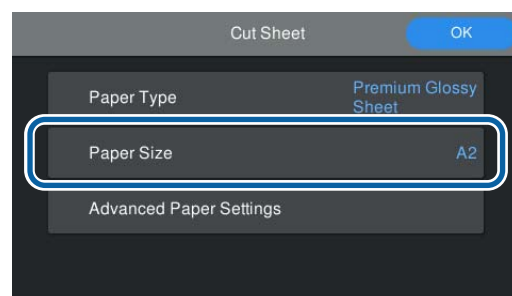 Cut Sheet
OK
Paper Type
Premium Glossy
Sheet
Paper Size
A2
Advanced Paper Settings